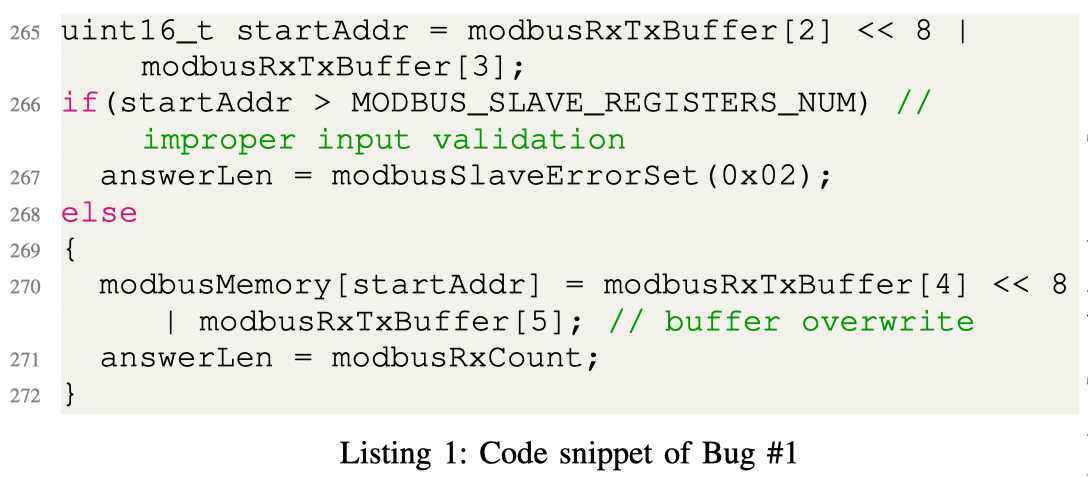 265 uint16_t startAddr = modbusRxTxBuffer[2] << 8 |
modbusRxTxBuffer[3];
266 if(startAddr > MODBUS_SLAVE_REGISTERS_NUM) //
improper input validation
267 answerLen = modbusSlaveErrorSet(0x02);
268 else
269 {
270 modbusMemory[startAddr] = modbusRxTxBuffer[4] << 8
| modbusRxTxBuffer[5]; // buffer overwrite
271 answerLen = modbusRxCount;
272 }
Listing 1: Code snippet of Bug #1